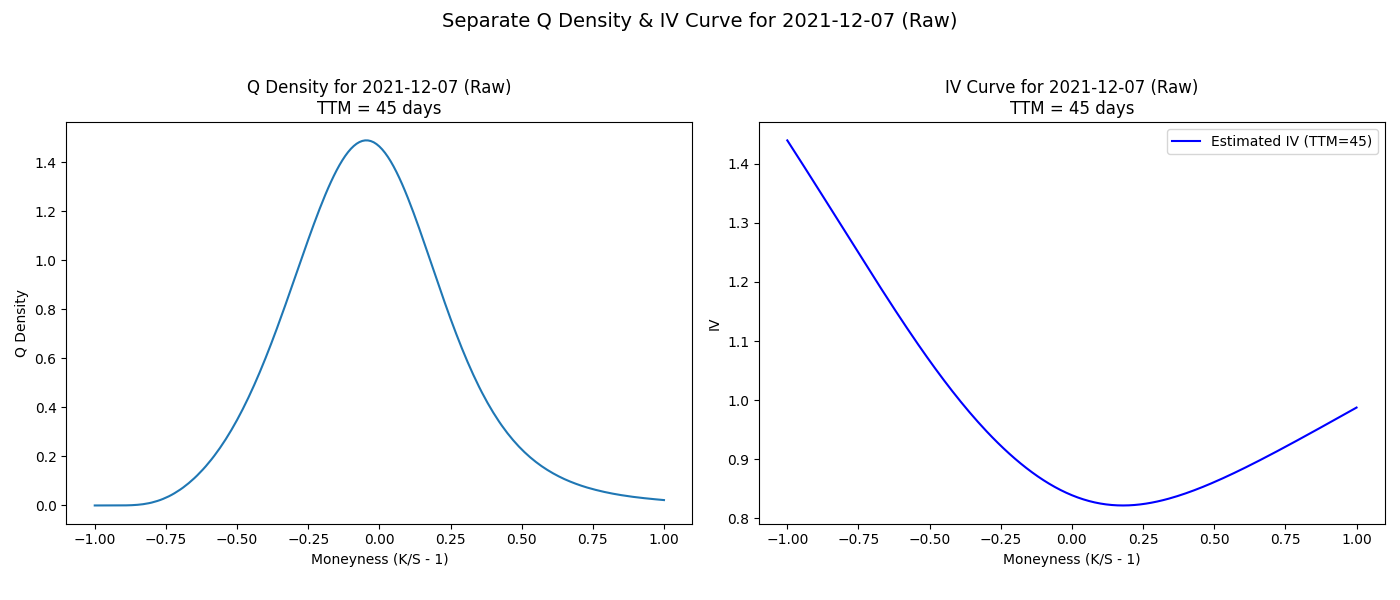 Separate Q Density & IV Curve for 2021-12-07 (Raw)
Q Density for 2021-12-07 (Raw)
TTM = 45 days
Q Density
1.4
1.2
1.0
0.8
0.6
0.4
0.2
0.0
−1.00 −0.75 −0.50 −0.25 0.00 0.25 0.50 0.75 1.00
Moneyness (K/S - 1)
IV Curve for 2021-12-07 (Raw)
TTM = 45 days
Estimated IV (TTM=45)
IV
1.4
1.3
1.2
1.1
1.0
0.9
0.8
−1.00 −0.75 −0.50 −0.25 0.00 0.25 0.50 0.75 1.00
Moneyness (K/S - 1)